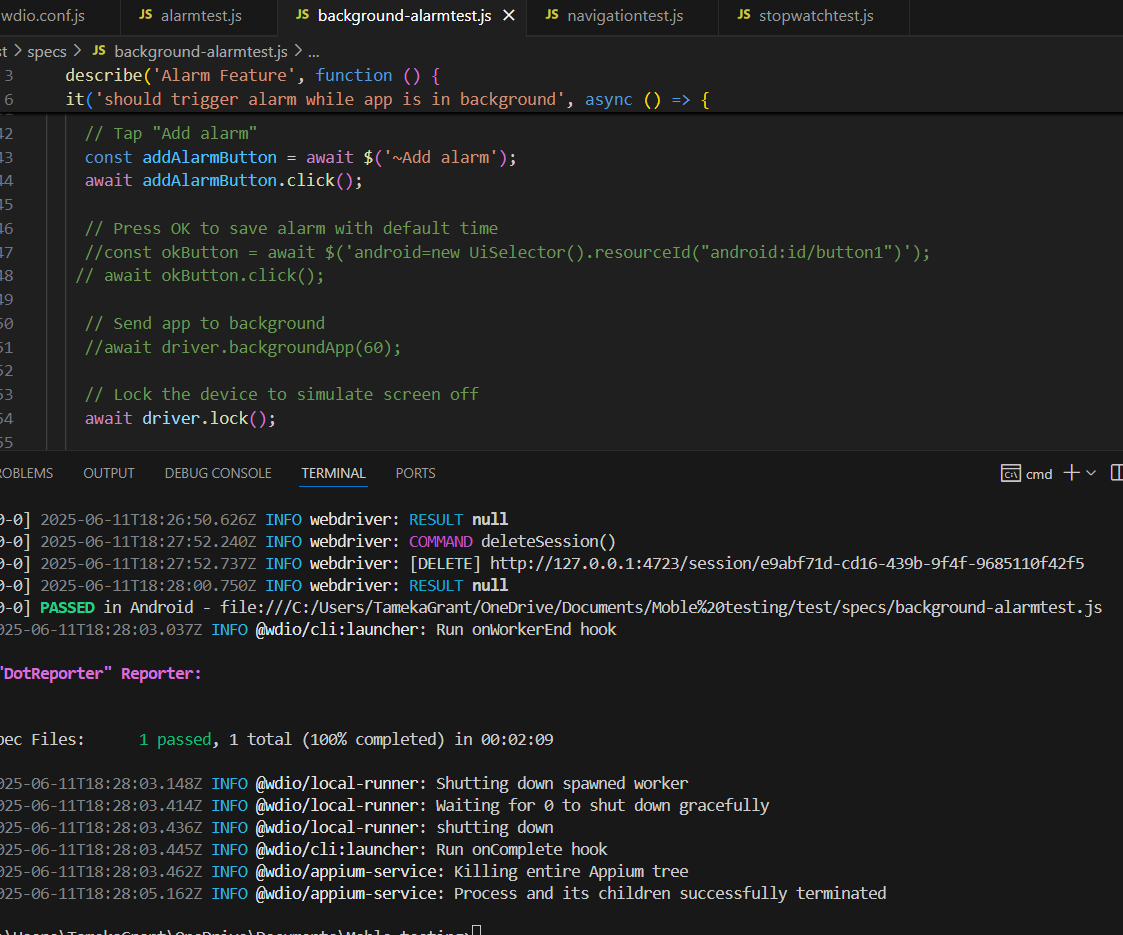 wdio.conf.js JS alarmtest.js JS background-alarmtest.js × JS navigationtest.js JS stopwatchtest.js
st > specs > JS background-alarmtest.js > ...
3 describe('Alarm Feature', function () {
6 it('should trigger alarm while app is in background', async () => {
42 // Tap "Add alarm"
43 const addAlarmButton = await $('~Add alarm');
44 await addAlarmButton.click();
45
46 // Press OK to save alarm with default time
47 //const okButton = await $('android=new UiSelector().resourceId("android:id/button1")');
48 // await okButton.click();
49
50 // Send app to background
51 //await driver.backgroundApp(60);
52
53 // Lock the device to simulate screen off
54 await driver.lock();
55
ROBLEMS OUTPUT DEBUG CONSOLE TERMINAL PORTS cmd
0-0] 2025-06-11T18:26:50.626Z INFO webdriver: RESULT null
0-0] 2025-06-11T18:27:52.240Z INFO webdriver: COMMAND deleteSession()
0-0] 2025-06-11T18:27:52.737Z INFO webdriver: [DELETE] http://127.0.0.1:4723/session/e9abf71d-cd16-439b-9f4f-9685110f42f5
0-0] 2025-06-11T18:28:00.750Z INFO webdriver: RESULT null
0-0] PASSED in Android - file:///C:/Users/TamekaGrant/OneDrive/Documents/Moble%20testing/test/specs/background-alarmtest.js
025-06-11T18:28:03.037Z INFO @wdio/cli:launcher: Run onWorkerEnd hook
"DotReporter" Reporter:
pec Files: 1 passed, 1 total (100% completed) in 00:02:09
025-06-11T18:28:03.148Z INFO @wdio/local-runner: Shutting down spawned worker
025-06-11T18:28:03.414Z INFO @wdio/local-runner: Waiting for 0 to shut down gracefully
025-06-11T18:28:03.436Z INFO @wdio/local-runner: shutting down
025-06-11T18:28:03.445Z INFO @wdio/cli:launcher: Run onComplete hook
025-06-11T18:28:03.462Z INFO @wdio/appium-service: Killing entire Appium tree
025-06-11T18:28:05.162Z INFO @wdio/appium-service: Process and its children successfully terminated
:\Users\TamekaGrant\OneDrive\Documents\Moble testing>